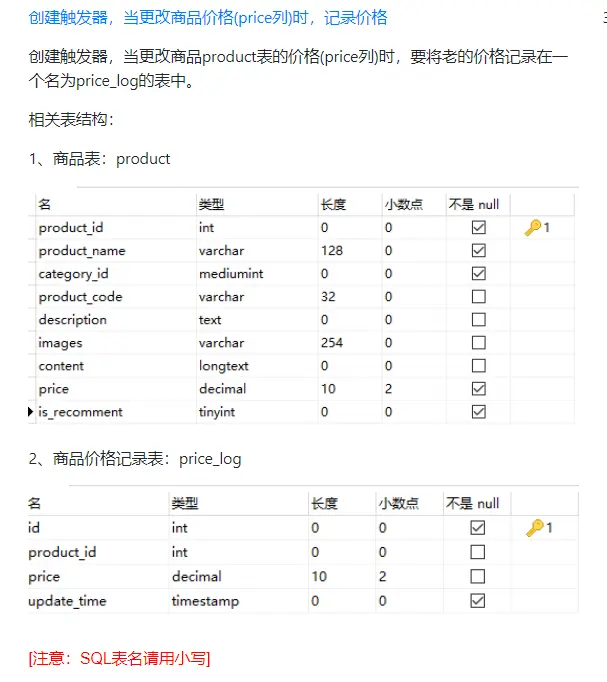 创建触发器，当更改商品价格(price列)时，记录价格
创建触发器，当更改商品product表的价格(price列)时，要将老的价格记录在一
个名为price_log的表中。
相关表结构：
1、商品表：product
名 类型 长度 小数点 不是 null
product_id int 0 0 1
product_name varchar 128 0
category_id mediumint 0 0
product_code varchar 32 0
description text 0 0
images varchar 254 0
content longtext 0 0
price decimal 10 2
is_recomment tinyint 0 0
2、商品价格记录表：price_log
名 类型 长度 小数点 不是 null
id int 0 0 1
product_id int 0 0
price decimal 10 2
update_time timestamp 0 0
[注意：SQL表名请用小写]